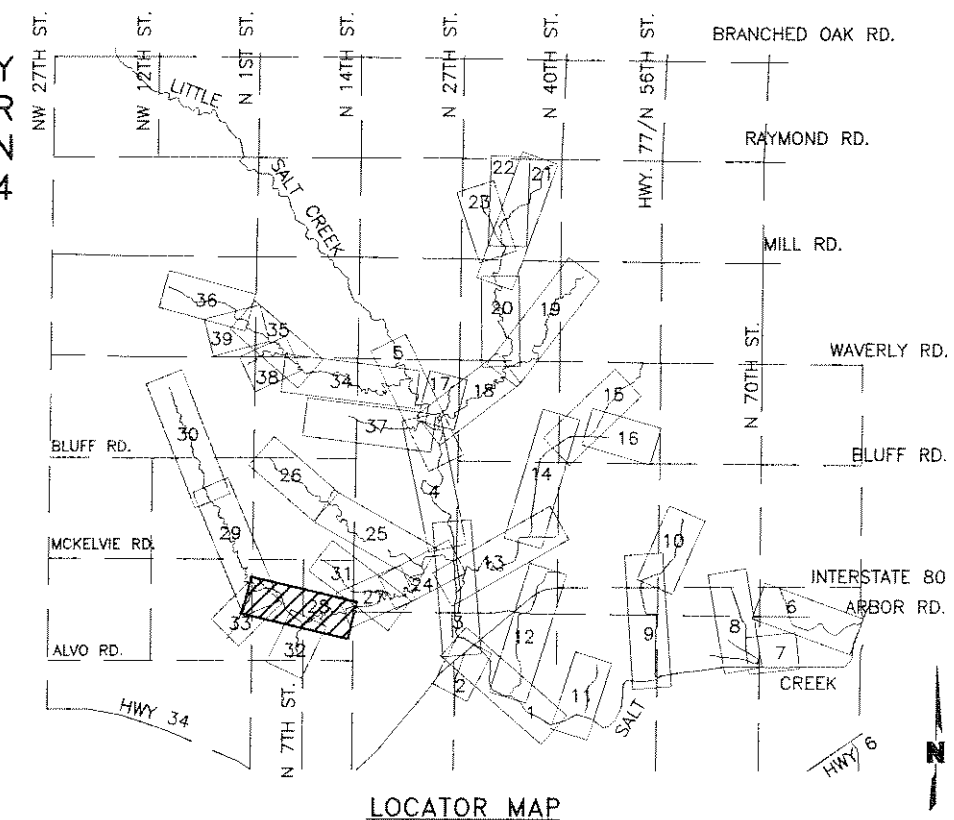 NW 27TH ST.
NW 12TH ST.
N 1ST ST.
N 14TH ST.
N 27TH ST.
N 40TH ST.
HWY. 77/N 56TH ST.
BRANCHED OAK RD.
Y
R
N
4
LITTLE
SALT CREEK
RAYMOND RD.
22
21
23
MILL RD.
36
20
19
39
35
5
WAVERLY RD.
38
34
17
18
N 70TH ST.
15
30
37
16
BLUFF RD.
BLUFF RD.
26
14
4
29
25
MCKELVIE RD.
13
10
31
24
INTERSTATE 80
27
28
6
ARBOR RD.
33
3
12
9
8
32
7
ALVO RD.
2
11
CREEK
1
SALT
HWY 34
N 7TH ST.
HWY 6
N
LOCATOR MAP